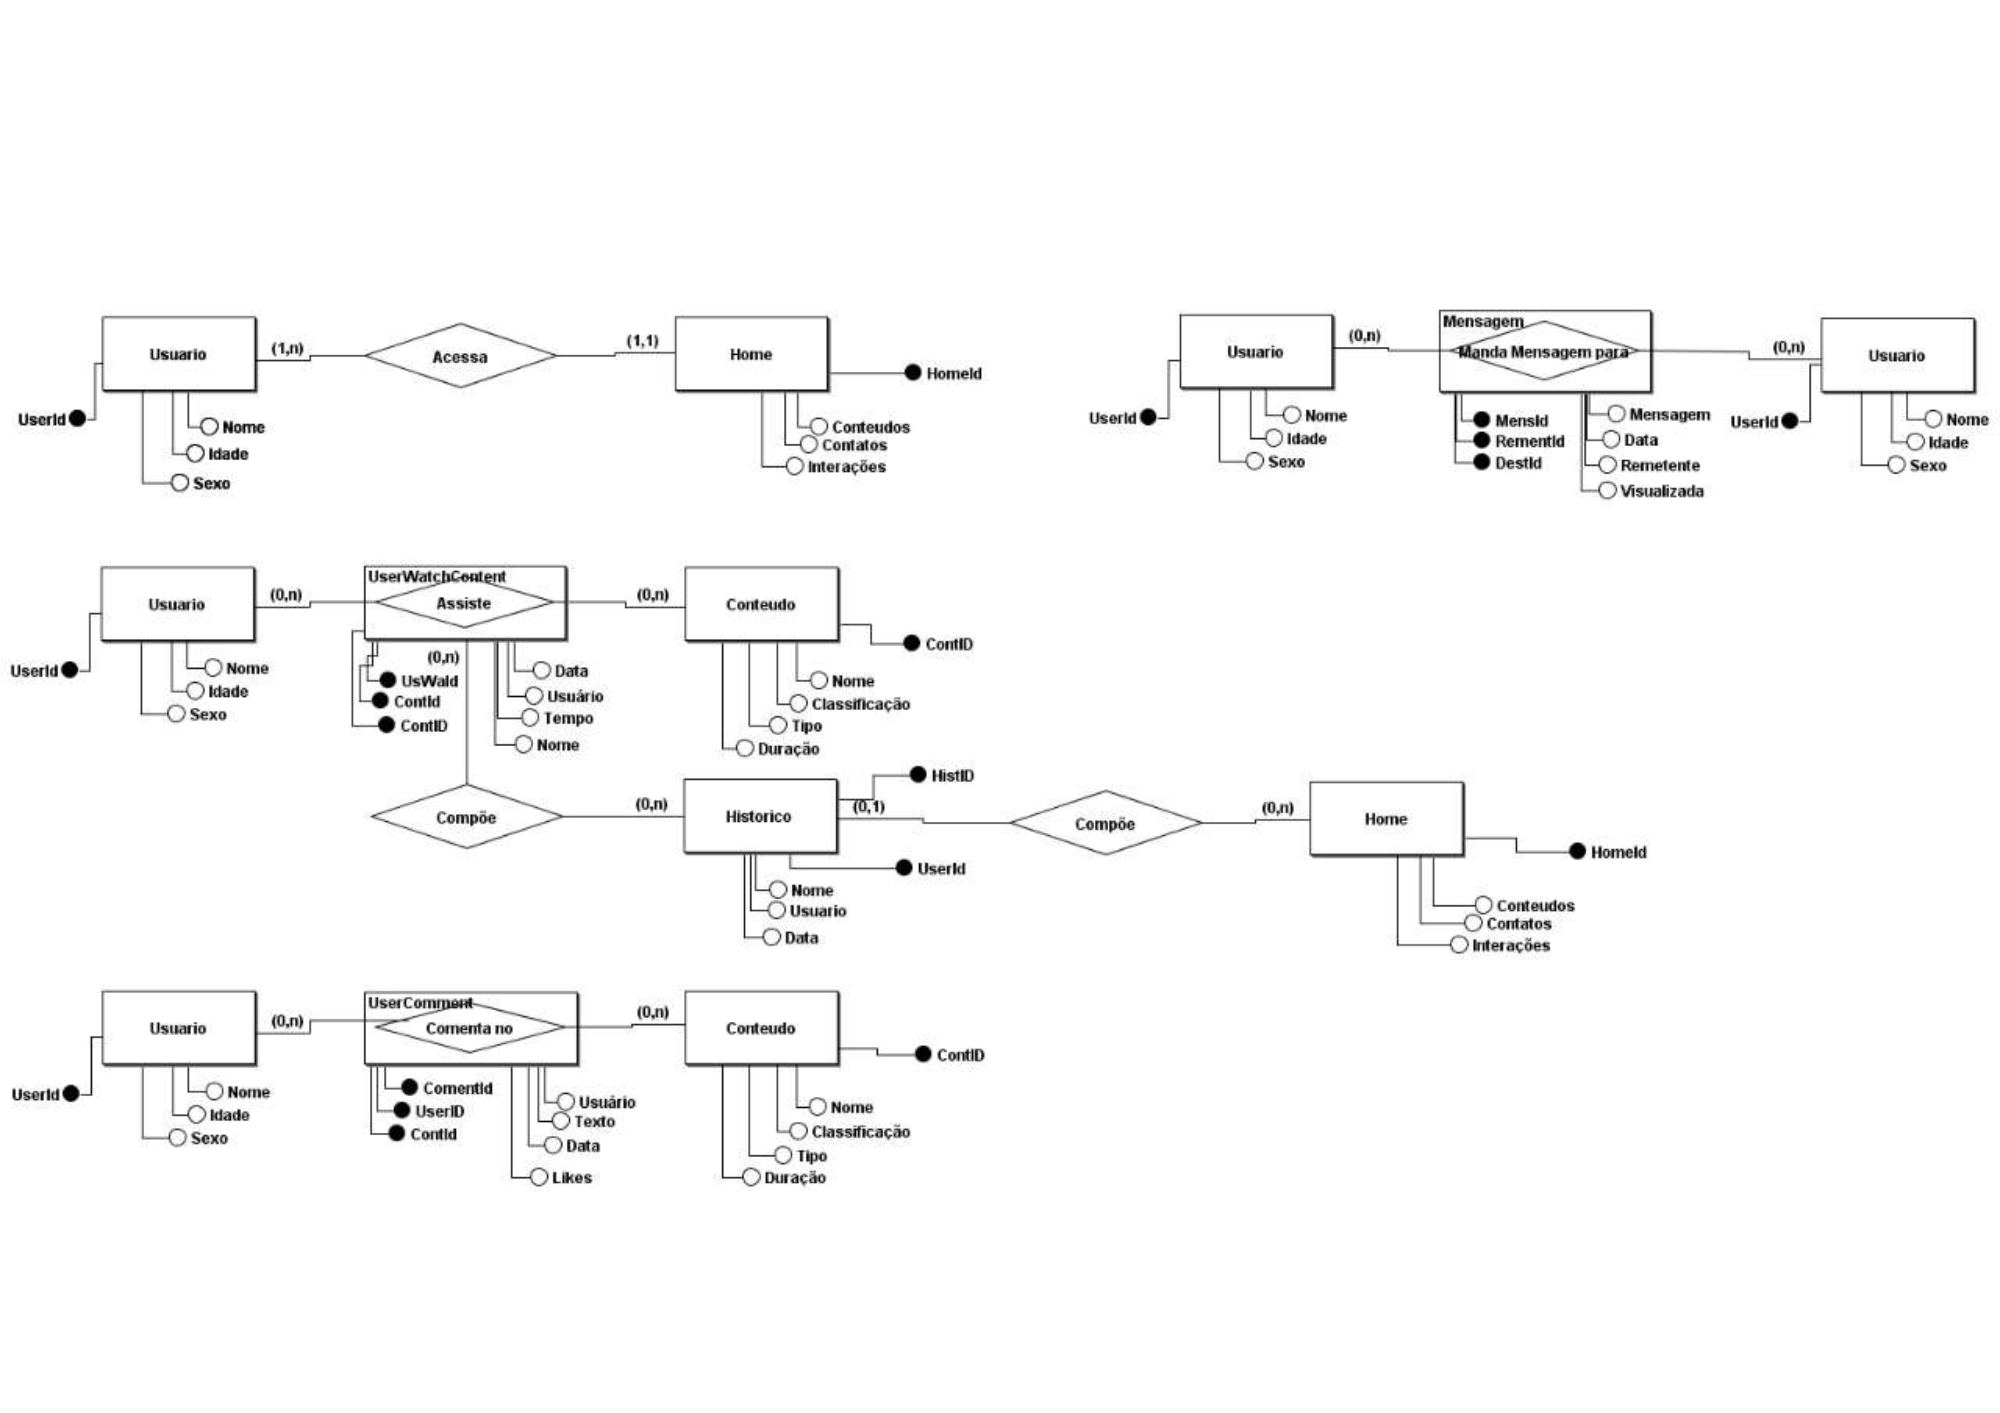 Usuario
(1,n)
Acessa
(1,1)
Home
HomeId
UserId
Nome
Idade
Sexo
Conteudos
Contatos
Interações
Usuario
(0,n)
Mensagem
Manda Mensagem para
(0,n)
Usuario
UserId
Nome
Idade
Sexo
MensId
RementId
DestId
Mensagem
Data
Remetente
Visualizada
UserId
Nome
Idade
Sexo
Usuario
(0,n)
UserWatchContent
Assiste
(0,n)
Conteudo
ContID
UserId
Nome
Idade
Sexo
(0,n)
UsWaId
ContId
ContID
Data
Usuário
Tempo
Nome
Nome
Classificação
Tipo
Duração
Compõe
(0,n)
Historico
HistID
(0,1)
Compõe
(0,n)
Home
HomeId
UserId
Nome
Usuario
Data
Conteudos
Contatos
Interações
Usuario
(0,n)
UserComment
Comenta no
(0,n)
Conteudo
ContID
UserId
Nome
Idade
Sexo
ComentId
UserID
ContId
Usuário
Texto
Data
Likes
Nome
Classificação
Tipo
Duração